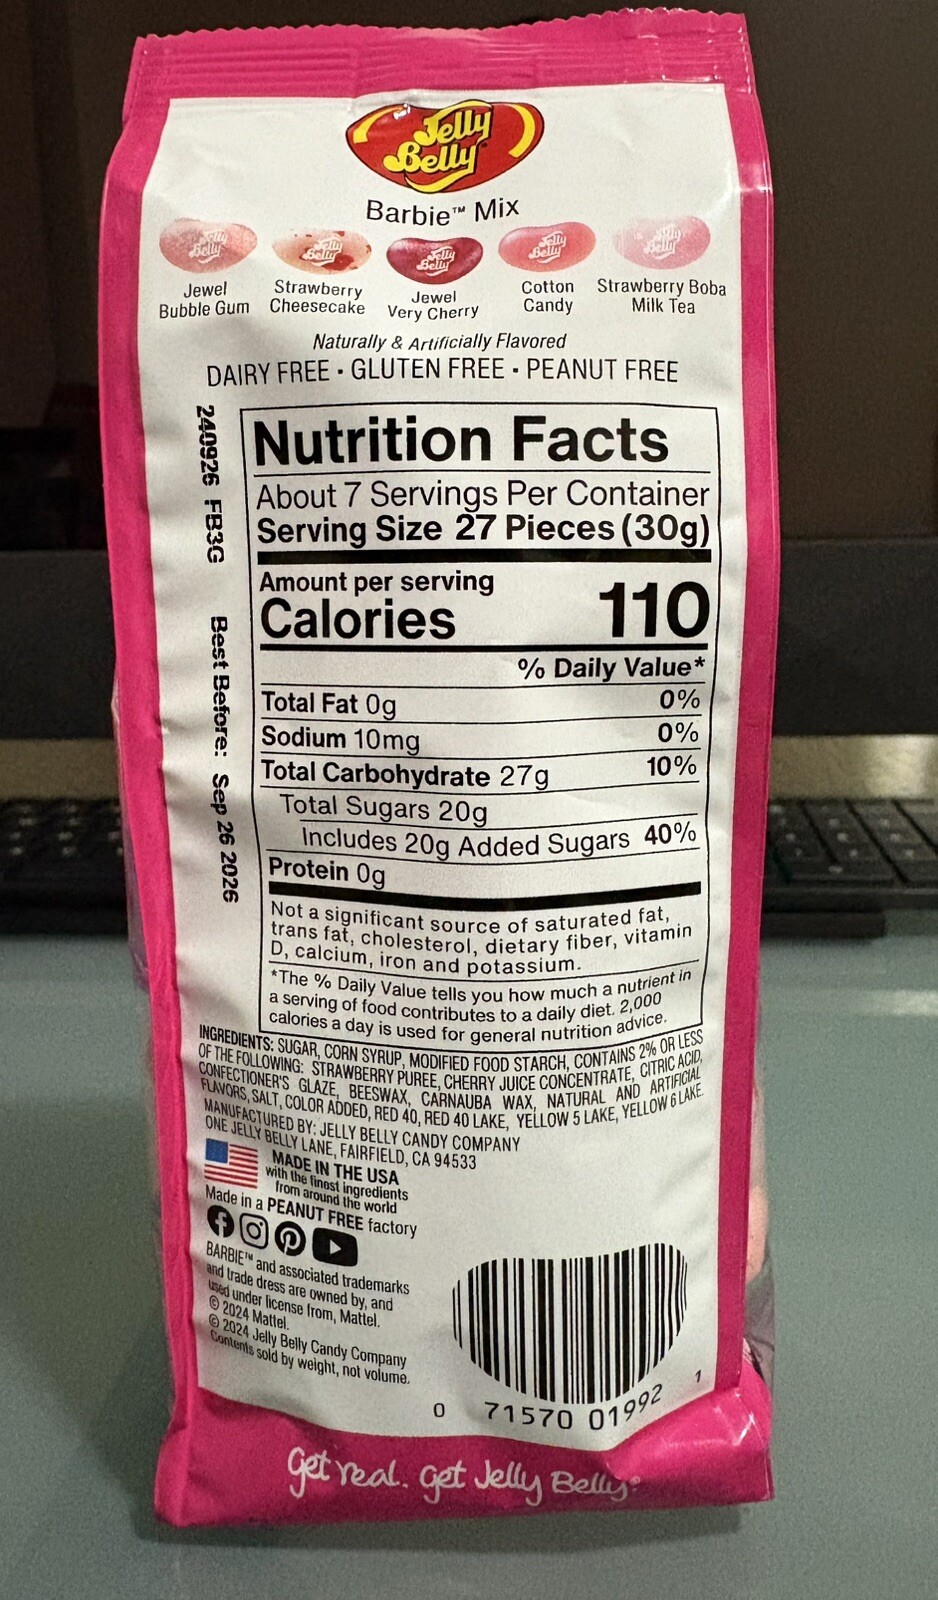 Jelly
Belly
Barbie™ Mix
Jelly Belly
Jelly Belly
Jelly Belly
Jelly Belly
Jelly Belly
Jewel
Bubble Gum
Strawberry
Cheesecake
Jewel
Very Cherry
Cotton
Candy
Strawberry Boba
Milk Tea
Naturally & Artificially Flavored
DAIRY FREE · GLUTEN FREE · PEANUT FREE
240926 FB3G Best Before: Sep 26 2026
Nutrition Facts
About 7 Servings Per Container
Serving Size 27 Pieces (30g)
Amount per serving
Calories 110
% Daily Value*
Total Fat 0g 0%
Sodium 10mg 0%
Total Carbohydrate 27g 10%
Total Sugars 20g
Includes 20g Added Sugars 40%
Protein 0g
Not a significant source of saturated fat,
trans fat, cholesterol, dietary fiber, vitamin
D, calcium, iron and potassium.
*The % Daily Value tells you how much a nutrient in
a serving of food contributes to a daily diet. 2,000
calories a day is used for general nutrition advice.
INGREDIENTS: SUGAR, CORN SYRUP, MODIFIED FOOD STARCH, CONTAINS 2% OR LESS
OF THE FOLLOWING: STRAWBERRY PUREE, CHERRY JUICE CONCENTRATE, CITRIC ACID,
CONFECTIONER'S GLAZE, BEESWAX, CARNAUBA WAX, NATURAL AND ARTIFICIAL
FLAVORS, SALT, COLOR ADDED, RED 40, RED 40 LAKE, YELLOW 5 LAKE, YELLOW 6 LAKE.
MANUFACTURED BY: JELLY BELLY CANDY COMPANY
ONE JELLY BELLY LANE, FAIRFIELD, CA 94533
MADE IN THE USA
with the finest ingredients
from around the world
Made in a PEANUT FREE factory
BARBIE™ and associated trademarks
and trade dress are owned by, and
used under license from, Mattel.
© 2024 Mattel.
© 2024 Jelly Belly Candy Company
Contents sold by weight, not volume.
0 71570 01992 1
Get real. Get Jelly Belly®